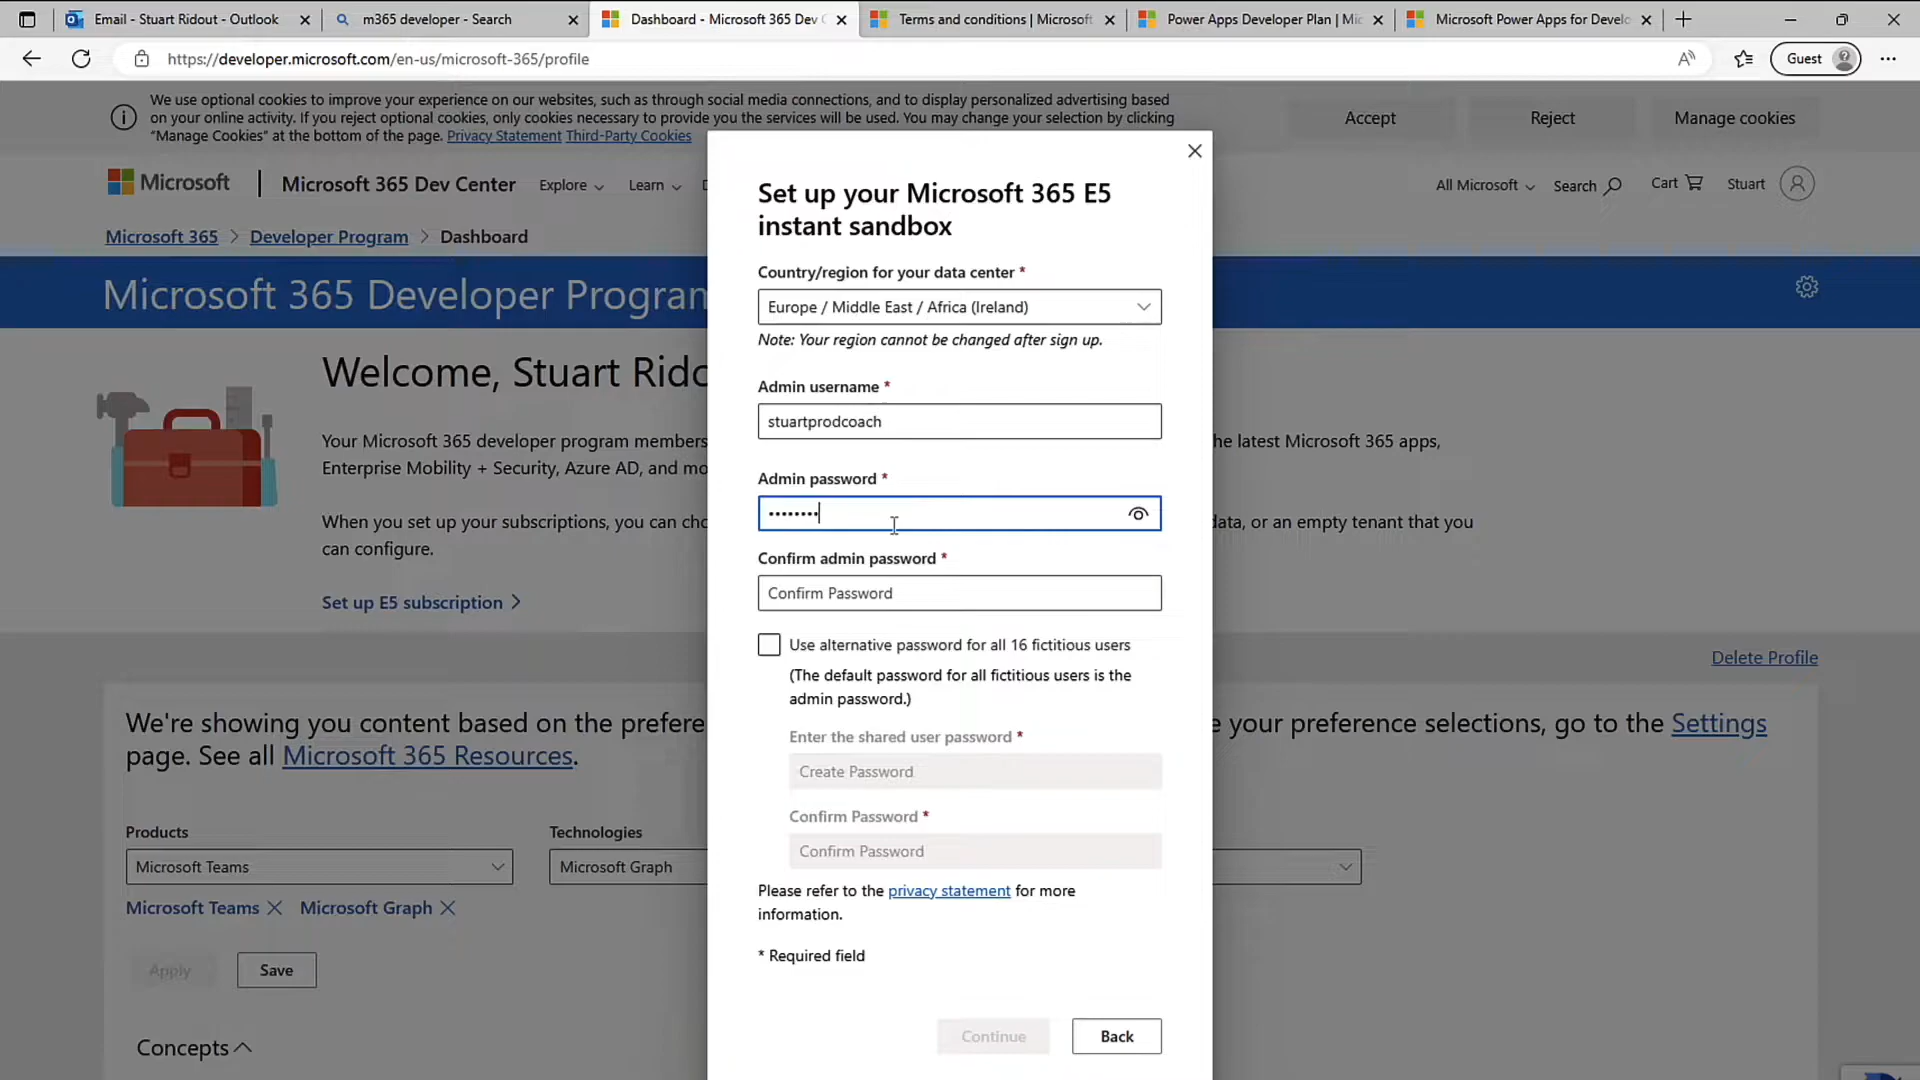 Email - Stuart Ridout - Outlook
m365 developer - Search
Dashboard - Microsoft 365 Dev C
Terms and conditions | Microsoft
Power Apps Developer Plan | Mic
Microsoft Power Apps for Develo
https://developer.microsoft.com/en-us/microsoft-365/profile
Guest
We use optional cookies to improve your experience on our websites, such as through social media connections, and to display personalized advertising based
on your online activity. If you reject optional cookies, only cookies necessary to provide you the services will be used. You may change your selection by clicking
"Manage Cookies" at the bottom of the page. Privacy Statement Third-Party Cookies
Accept
Reject
Manage cookies
Microsoft
Microsoft 365 Dev Center
Explore
Learn
All Microsoft
Search
Cart
Stuart
Microsoft 365 > Developer Program > Dashboard
Microsoft 365 Developer Program
Welcome, Stuart Rido
Your Microsoft 365 developer program members
he latest Microsoft 365 apps,
Enterprise Mobility + Security, Azure AD, and mo
When you set up your subscriptions, you can cho
data, or an empty tenant that you
can configure.
Set up E5 subscription >
Delete Profile
We're showing you content based on the prefere
e your preference selections, go to the Settings
page. See all Microsoft 365 Resources.
Products
Technologies
Microsoft Teams
Microsoft Graph
Microsoft Teams
Microsoft Graph
Apply
Save
Concepts
Set up your Microsoft 365 E5
instant sandbox
Country/region for your data center *
Europe / Middle East / Africa (Ireland)
Note: Your region cannot be changed after sign up.
Admin username *
stuartprodcoach
Admin password *
••••••••
Confirm admin password *
Confirm Password
Use alternative password for all 16 fictitious users
(The default password for all fictitious users is the
admin password.)
Enter the shared user password *
Create Password
Confirm Password *
Confirm Password
Please refer to the privacy statement for more
information.
* Required field
Continue
Back